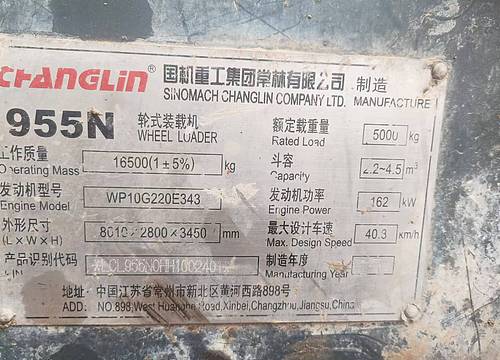 CHANGLIN® 国机重工集团常林有限公司 制造
SINOMACH CHANGLIN COMPANY LTD. MANUFACTURE
955N 轮式装载机 额定载重量 5000 kg
WHEEL LOADER Rated Load
工作质量 16500(1±5%) kg 斗容 2.2~4.5 m³
Operating Mass Capacity
发动机型号 WP10G220E343 发动机功率 162 kW
Engine Model Engine Power
外形尺寸 8010×2800×3450 mm 最大设计车速 40.3 KM/H
(L×W×H) Max. Design Speed
产品识别代码 制造年度
Manufacturing Year
地址: 中国江苏省常州市新北区黄河西路898号
ADD: NO.898,West Huanghe Road,Xinbei,Changzhou,Jiangsu,China